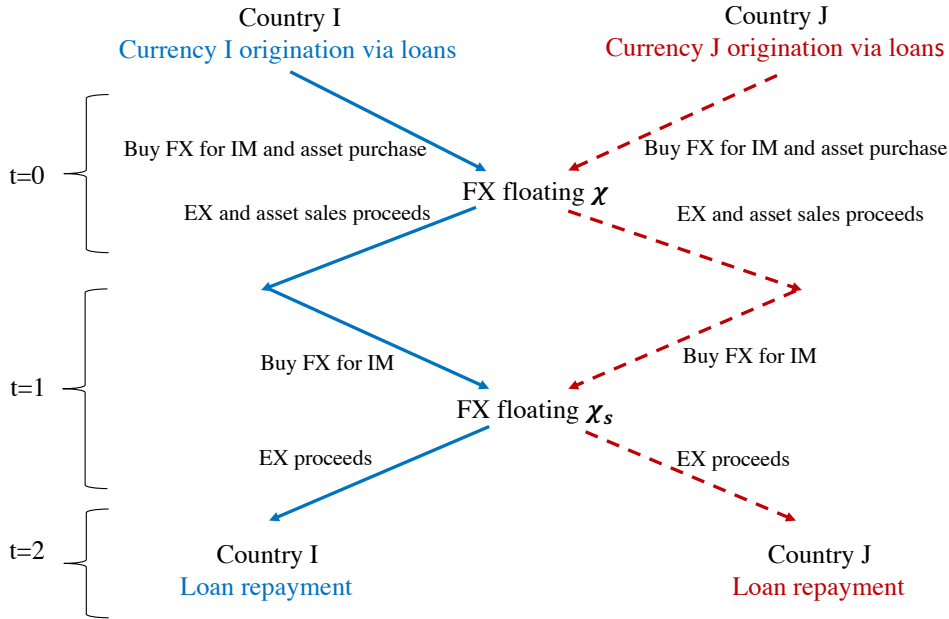 Country I
Country J
Currency I origination via loans
Currency J origination via loans
Buy FX for IM and asset purchase
Buy FX for IM and asset purchase
t=0
FX floating χ
EX and asset sales proceeds
EX and asset sales proceeds
Buy FX for IM
Buy FX for IM
t=1
FX floating χₛ
EX proceeds
EX proceeds
t=2
Country I
Country J
Loan repayment
Loan repayment